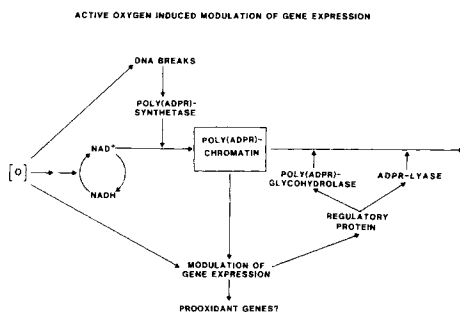 ACTIVE OXYGEN INDUCED MODULATION OF GENE EXPRESSION
DNA BREAKS
POLY(ADPR)-
SYNTHETASE
NAD+
POLY(ADPR)-
CHROMATIN
[O]
NADH
POLY(ADPR)-
GLYCOHYDROLASE
ADPR-LYASE
REGULATORY
PROTEIN
MODULATION OF
GENE EXPRESSION
PROOXIDANT GENES?